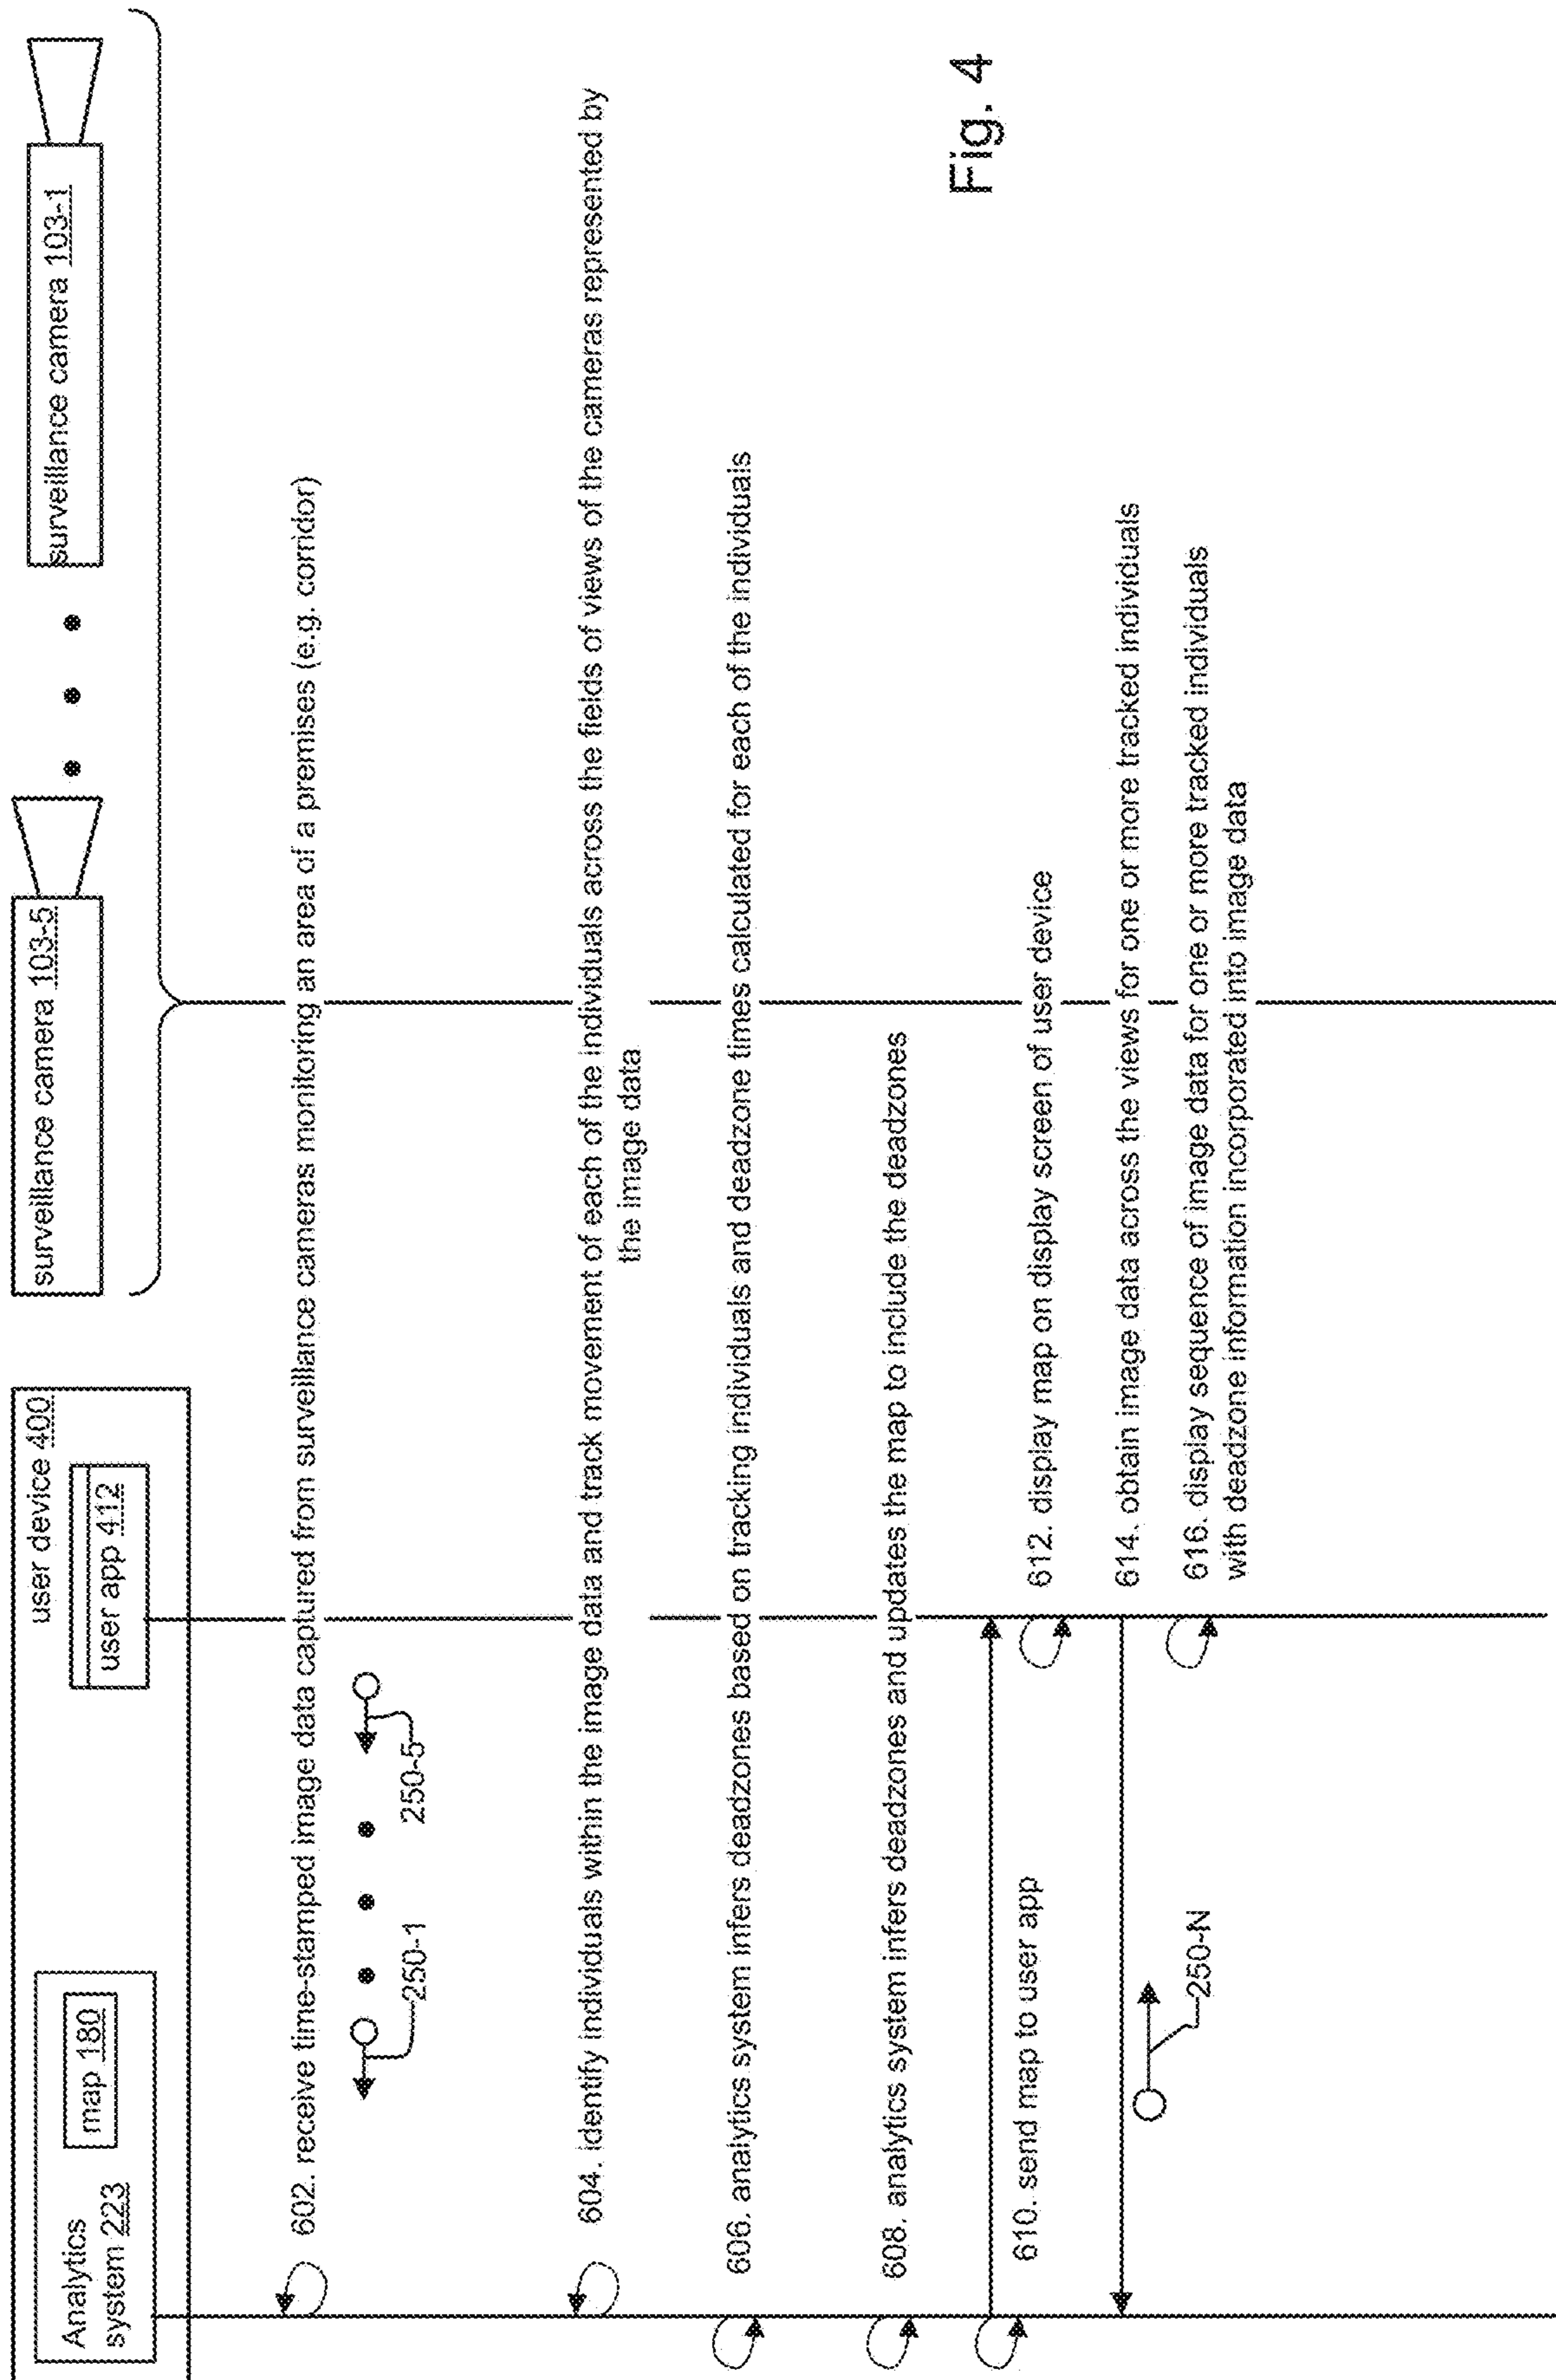 user device 400
Analytics
system 223
map 180
user app 412
surveillance camera 103-5
surveillance camera 103-1
602. receive time-stamped image data captured from surveillance cameras monitoring an area of a premises (e.g. corridor)
250-1
250-5
604. identify individuals within the image data and track movement of each of the individuals across the fields of views of the cameras represented by
the image data
606. analytics system infers deadzones based on tracking individuals and deadzone times calculated for each of the individuals
608. analytics system infers deadzones and updates the map to include the deadzones
610. send map to user app
612. display map on display screen of user device
614. obtain image data across the views for one or more tracked individuals
250-N
616. display sequence of image data for one or more tracked individuals
with deadzone information incorporated into image data
Fig. 4